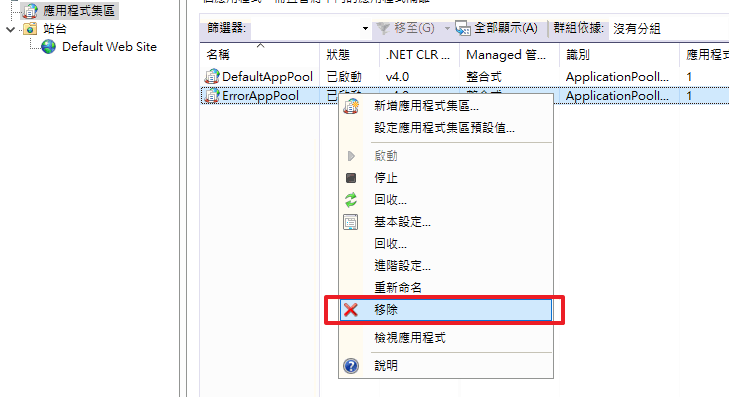 應用程式集區
站台
Default Web Site
篩選器: 移至(G) 全部顯示(A) 群組依據: 沒有分組
名稱 狀態 .NET CLR ... Managed 管... 識別 應用程式
DefaultAppPool 已啟動 v4.0 整合式 ApplicationPoolI... 1
ErrorAppPool ApplicationPoolI... 1
新增應用程式集區...
設定應用程式集區預設值...
啟動
停止
回收...
基本設定...
回收...
進階設定...
重新命名
移除
檢視應用程式
說明